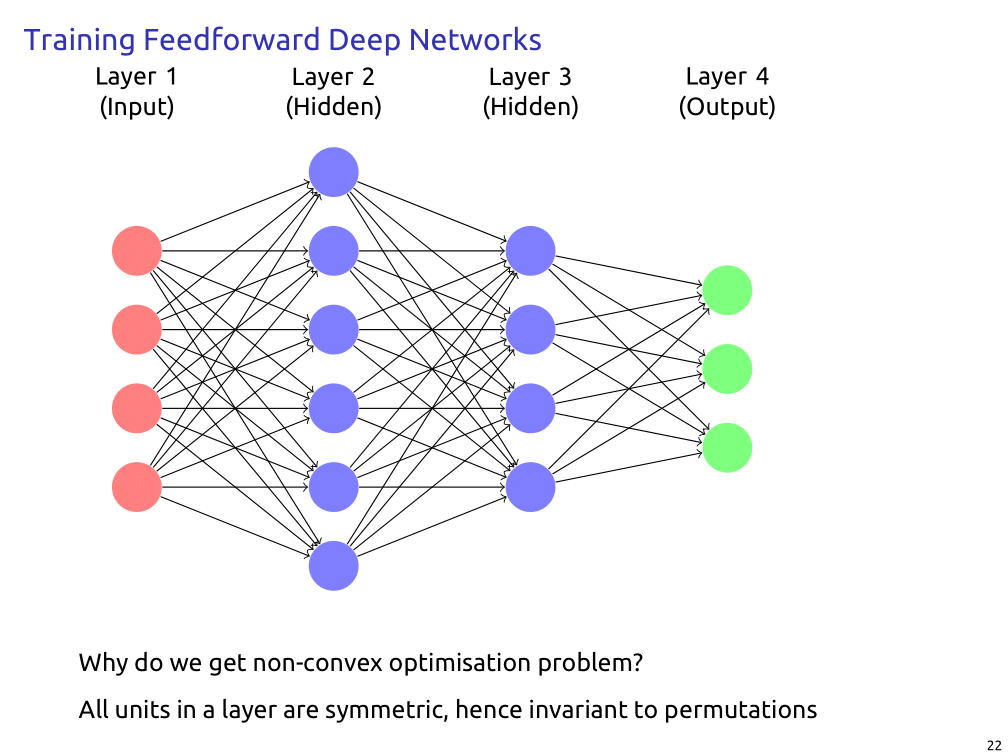 Training Feedforward Deep Networks
Layer 1 Layer 2 Layer 3 Layer 4
(Input) (Hidden) (Hidden) (Output)
Why do we get non-convex optimisation problem?
All units in a layer are symmetric, hence invariant to permutations
22